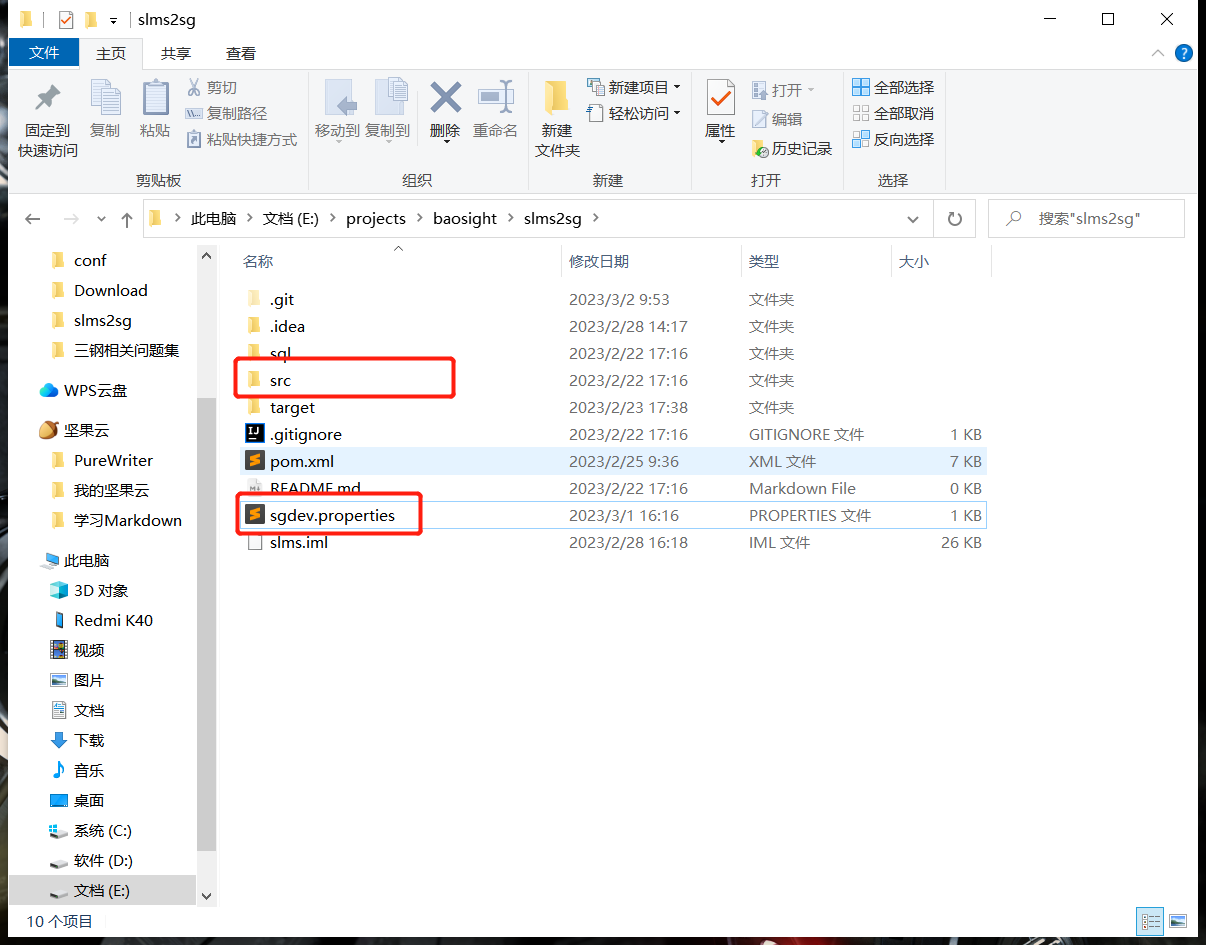 slms2sg
文件 主页 共享 查看
固定到快速访问 复制 粘贴 剪切 复制路径 粘贴快捷方式 移动到 复制到 删除 重命名 新建文件夹 新建项目 轻松访问 属性 打开 编辑 历史记录 全部选择 全部取消 反向选择
剪贴板 组织 新建 打开 选择
此电脑 文档 (E:) projects baosight slms2sg 搜索"slms2sg"
名称 修改日期 类型 大小
.git 2023/3/2 9:53 文件夹
.idea 2023/2/28 14:17 文件夹
sql 2023/2/22 17:16 文件夹
src 2023/2/22 17:16 文件夹
target 2023/2/23 17:38 文件夹
.gitignore 2023/2/22 17:16 GITIGNORE 文件 1 KB
pom.xml 2023/2/25 9:36 XML 文件 7 KB
README.md 2023/2/22 17:16 Markdown File 0 KB
sgdev.properties 2023/3/1 16:16 PROPERTIES 文件 1 KB
slms.iml 2023/2/28 16:18 IML 文件 26 KB
conf
Download
slms2sg
三钢相关问题集
WPS云盘
坚果云
PureWriter
我的坚果云
学习Markdown
此电脑
3D 对象
Redmi K40
视频
图片
文档
下载
音乐
桌面
系统 (C:)
软件 (D:)
文档 (E:)
10 个项目